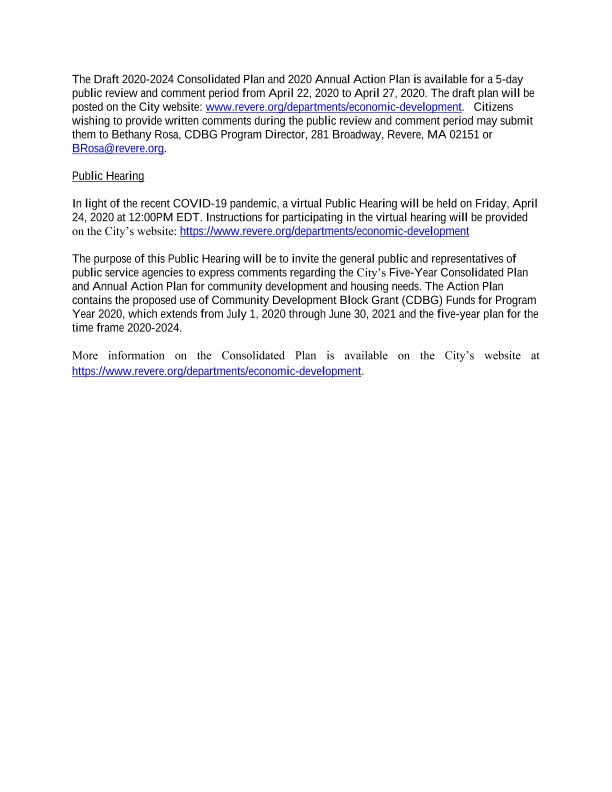 The Draft 2020-2024 Consolidated Plan and 2020 Annual Action Plan is available for a 5-day
public review and comment period from April 22, 2020 to April 27, 2020. The draft plan will be
posted on the City website: www.revere.org/departments/economic-development. Citizens
wishing to provide written comments during the public review and comment period may submit
them to Bethany Rosa, CDBG Program Director, 281 Broadway, Revere, MA 02151 or
BRosa@revere.org.
Public Hearing
In light of the recent COVID-19 pandemic, a virtual Public Hearing will be held on Friday, April
24, 2020 at 12:00PM EDT. Instructions for participating in the virtual hearing will be provided
on the City’s website: https://www.revere.org/departments/economic-development
The purpose of this Public Hearing will be to invite the general public and representatives of
public service agencies to express comments regarding the City’s Five-Year Consolidated Plan
and Annual Action Plan for community development and housing needs. The Action Plan
contains the proposed use of Community Development Block Grant (CDBG) Funds for Program
Year 2020, which extends from July 1, 2020 through June 30, 2021 and the five-year plan for the
time frame 2020-2024.
More information on the Consolidated Plan is available on the City’s website at
https://www.revere.org/departments/economic-development.